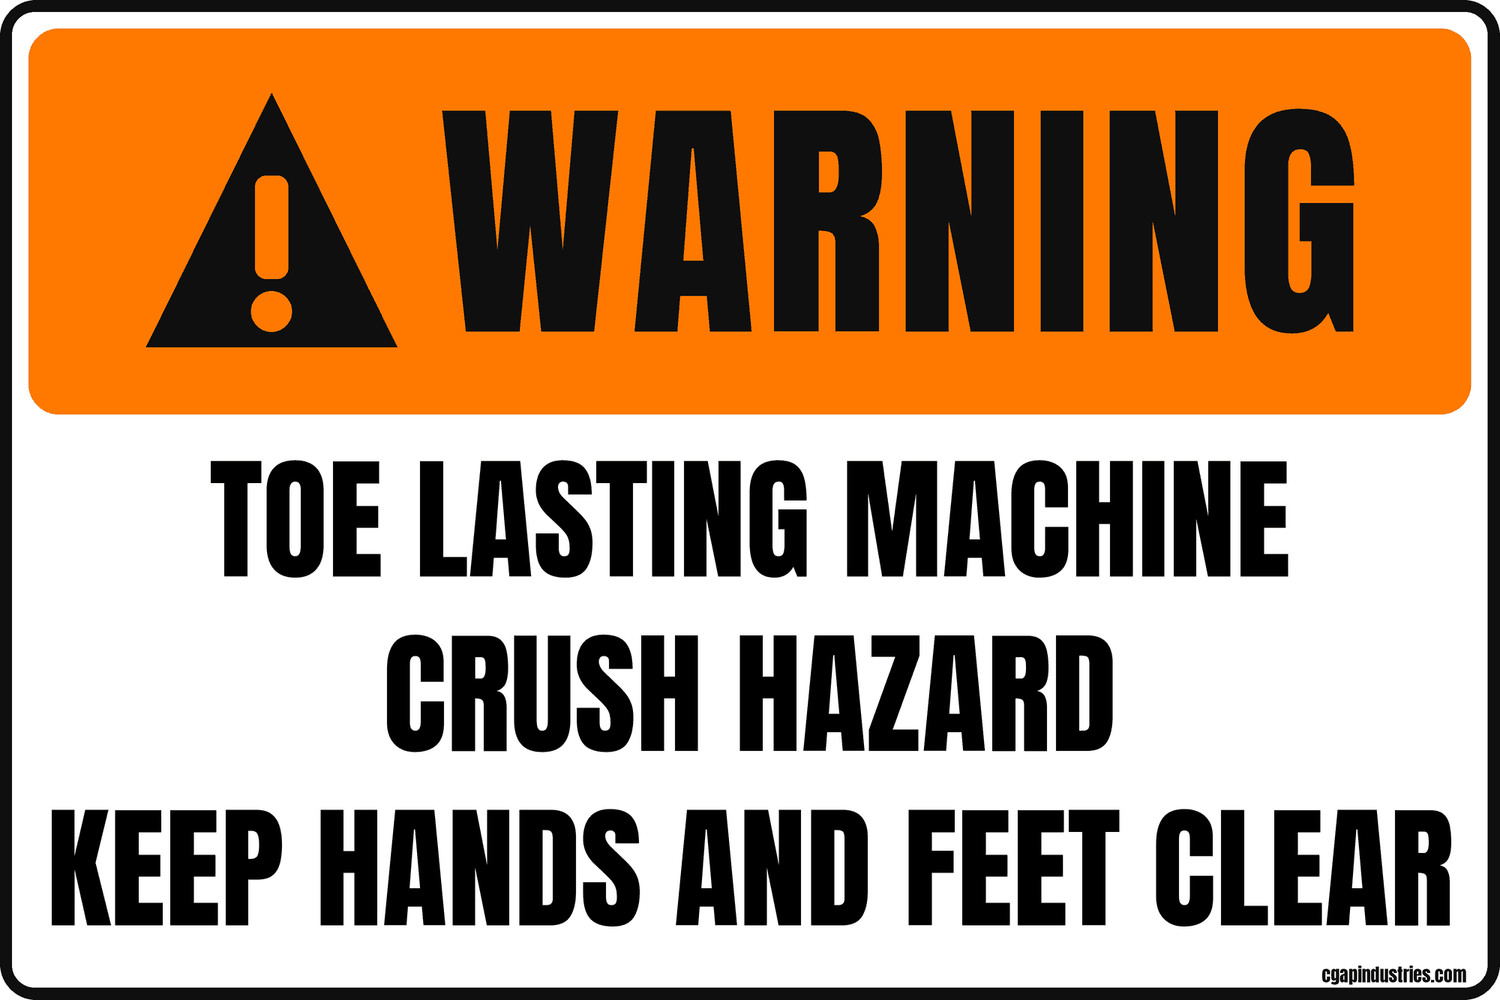 WARNING
TOE LASTING MACHINE
CRUSH HAZARD
KEEP HANDS AND FEET CLEAR
cgapindustries.com